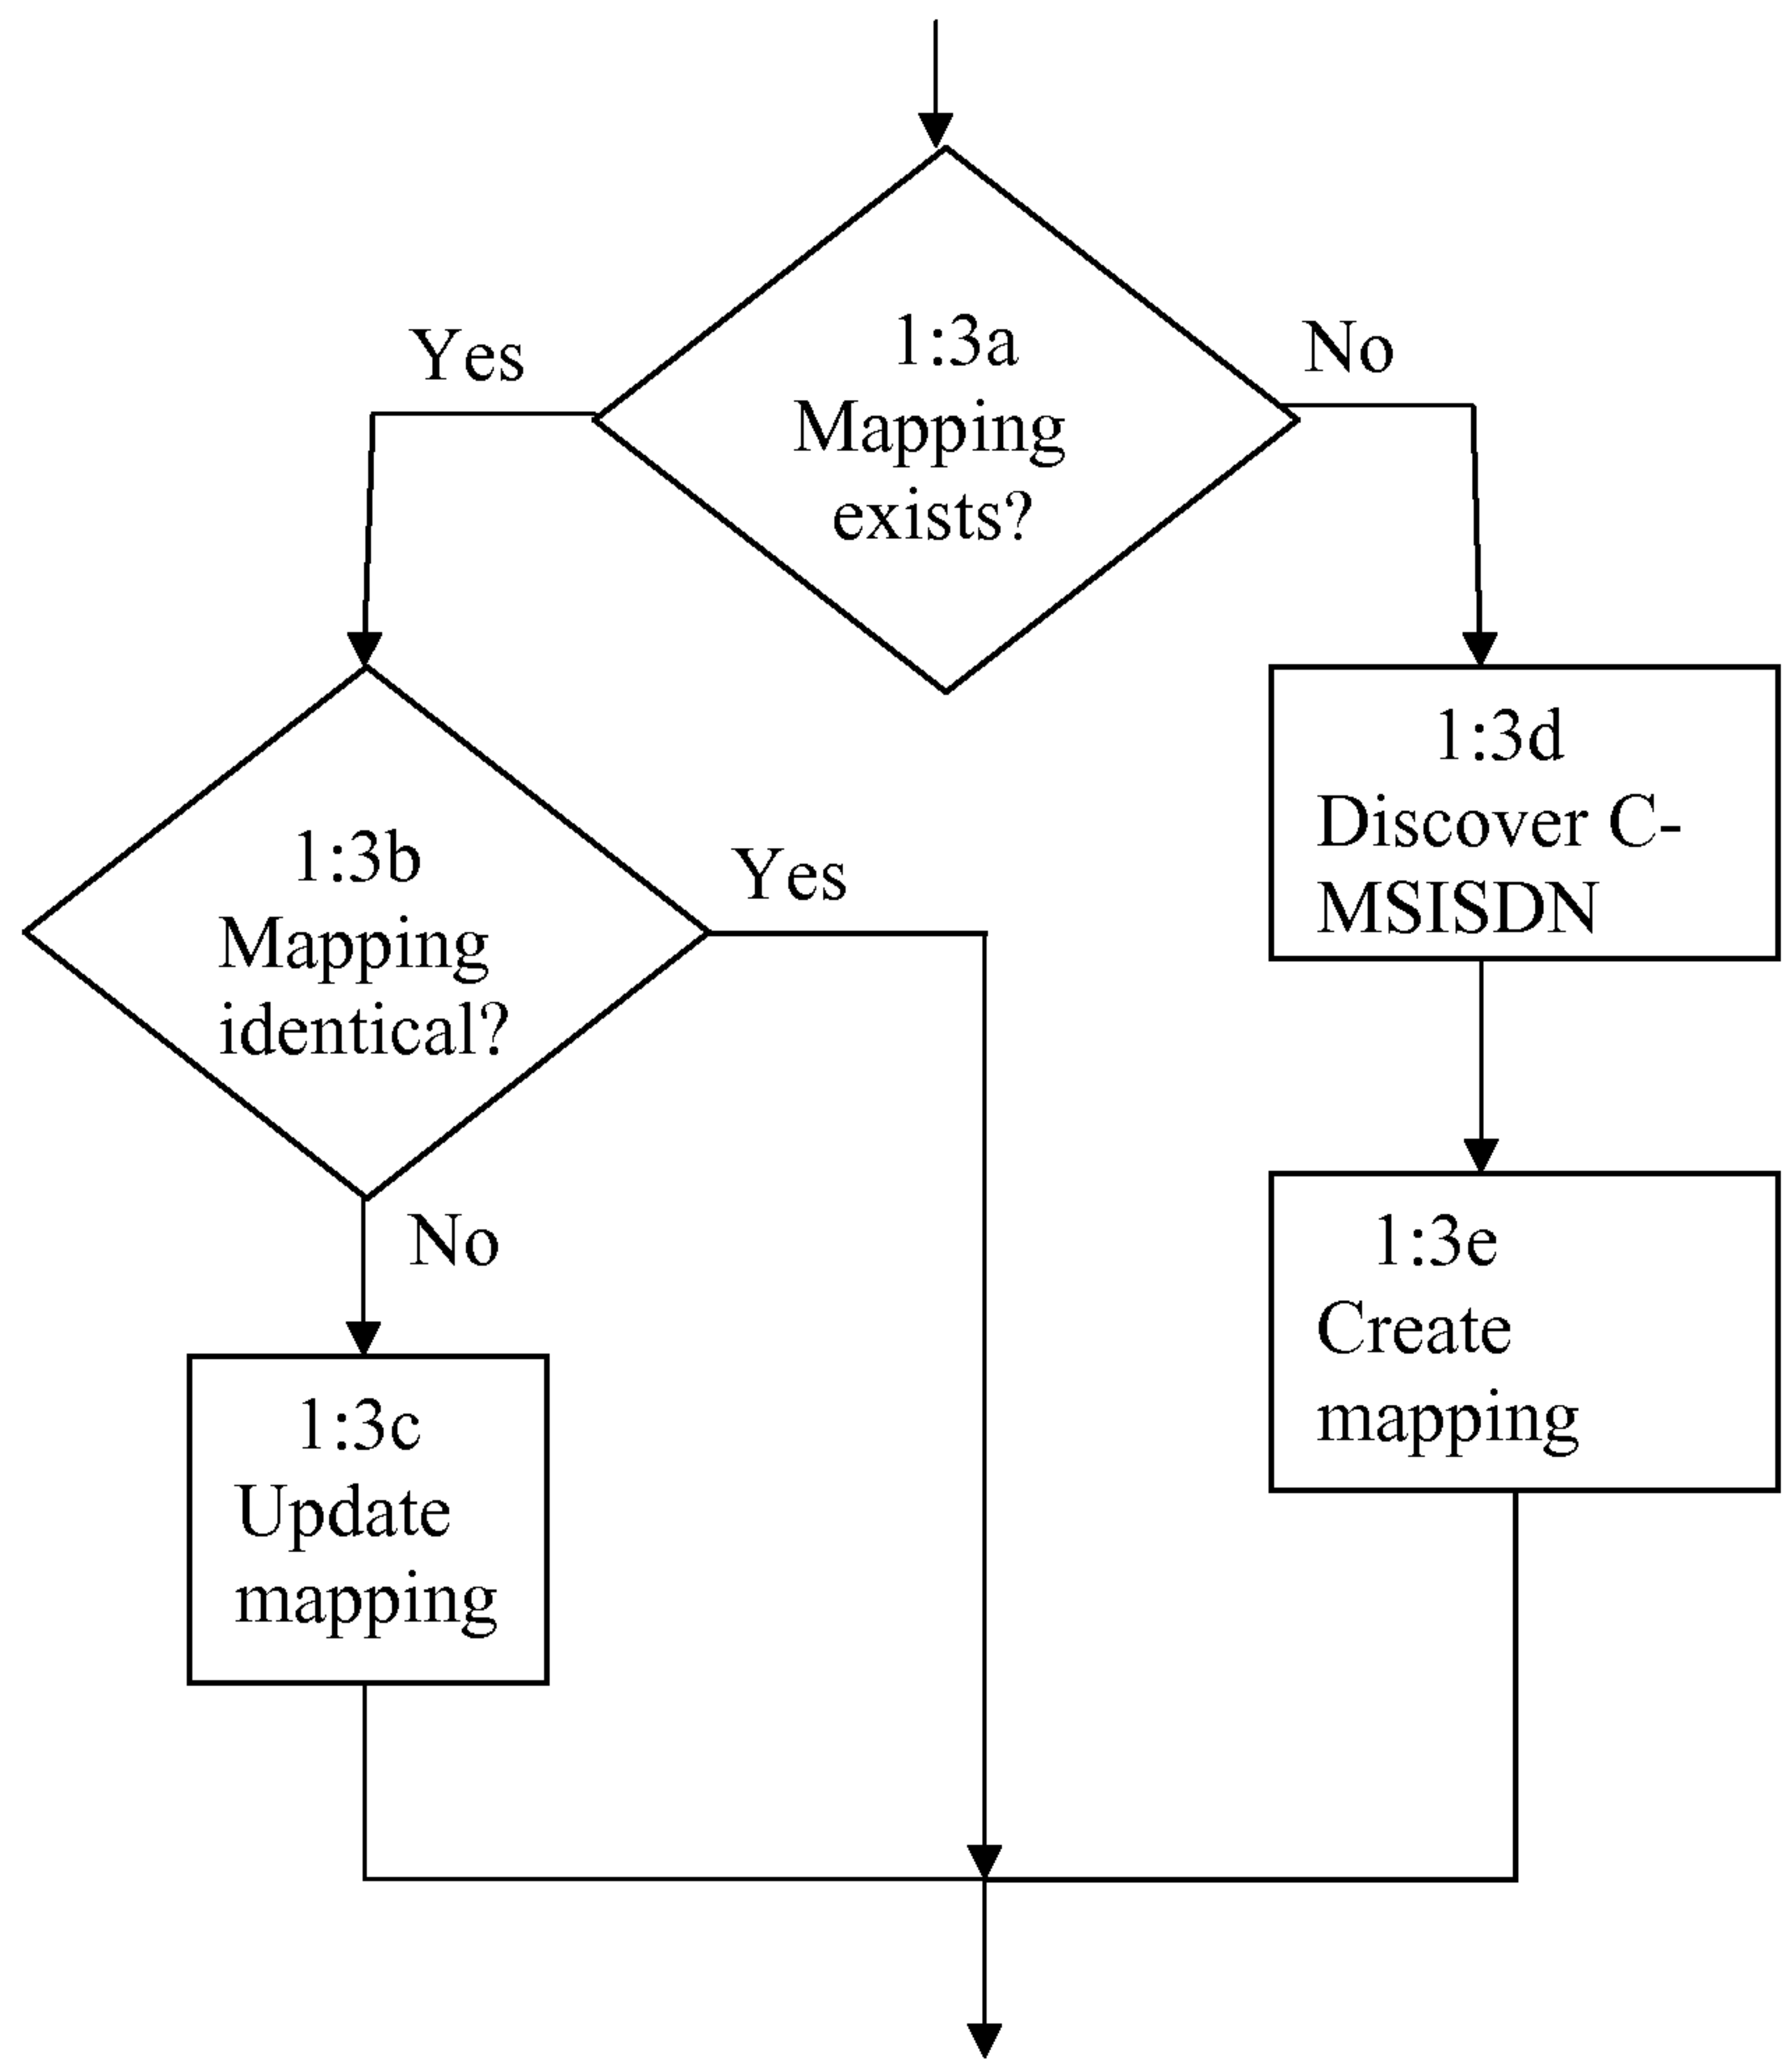 1:3a
Mapping
exists?
Yes
No
1:3b
Mapping
identical?
Yes
No
1:3c
Update
mapping
1:3d
Discover C-
MSISDN
1:3e
Create
mapping